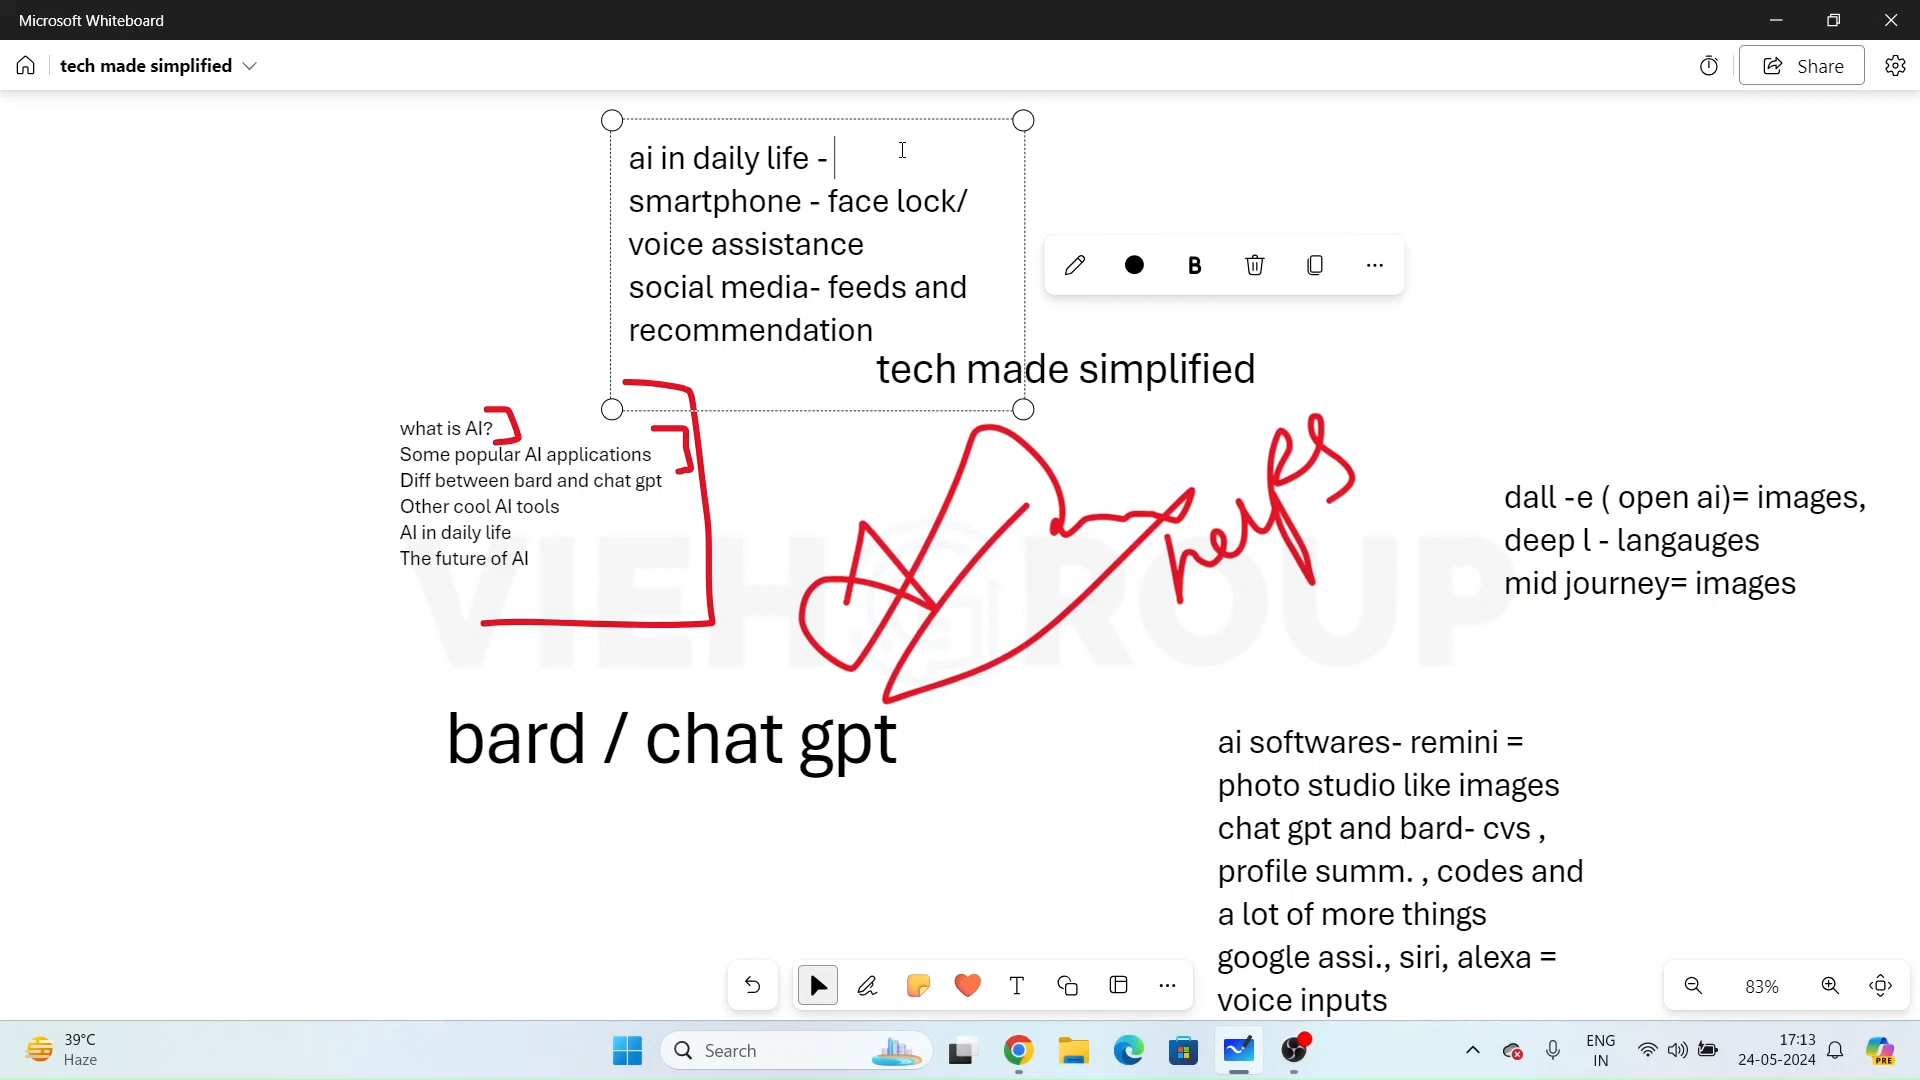 Microsoft Whiteboard
tech made simplified
Share
ai in daily life -
smartphone - face lock/
voice assistance
social media- feeds and
recommendation
B
tech made simplified
what is AI?
Some popular AI applications
Diff between bard and chat gpt
Other cool AI tools
AI in daily life
The future of AI
dall -e ( open ai)= images,
deep l - langauges
mid journey= images
VIEH GROUP
bard / chat gpt
ai softwares- remini =
photo studio like images
chat gpt and bard- cvs ,
profile summ. , codes and
a lot of more things
google assi., siri, alexa =
voice inputs
T
83%
39°C
Haze
Search
ENG
IN
17:13
24-05-2024
PRE